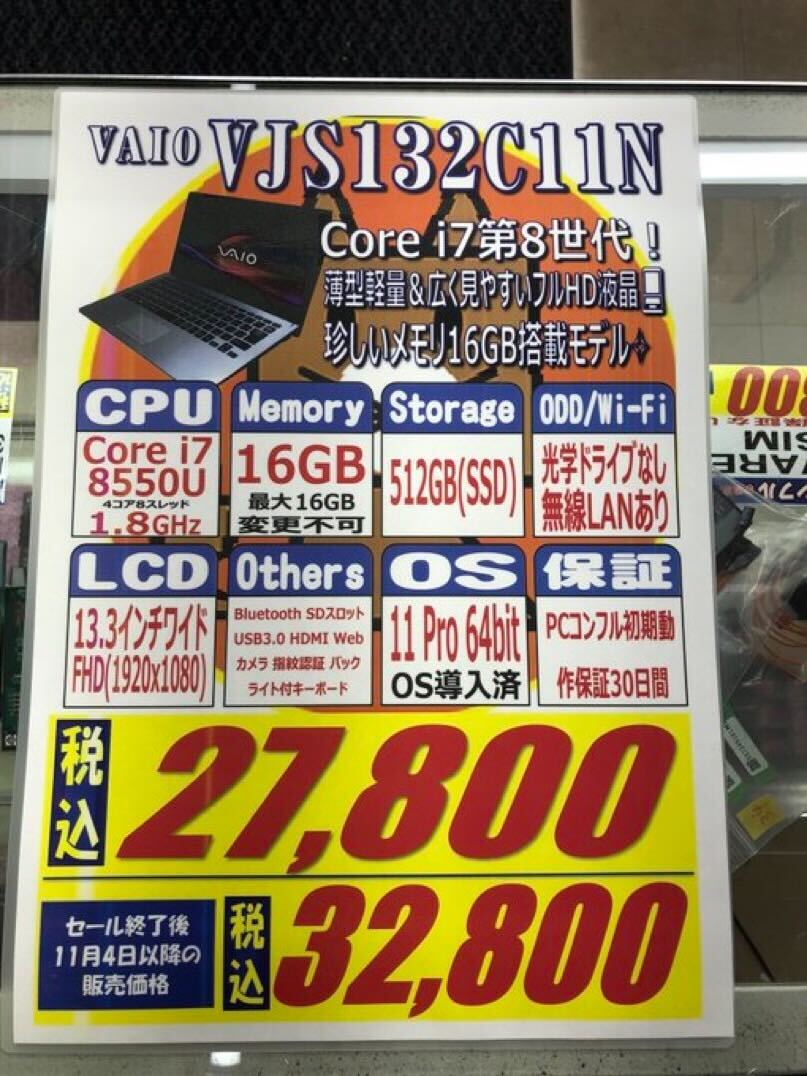 VAIO VJS132C11N
VAIO
Core i7第8世代！
薄型軽量＆広く見やすいフルHD液晶
珍しいメモリ16GB搭載モデル
CPU
Core i7
8550U
4コア8スレッド
1.8GHz
Memory
16GB
最大16GB
変更不可
Storage
512GB(SSD)
ODD/Wi-Fi
光学ドライブなし
無線LANあり
LCD
13.3インチワイド
FHD(1920x1080)
Others
Bluetooth SDスロット
USB3.0 HDMI Web
カメラ 指紋認証 バック
ライト付キーボード
OS
11 Pro 64bit
OS導入済
保証
PCコンフル初期動
作保証30日間
税込
27,800
セール終了後
11月4日以降の
販売価格
税込
32,800